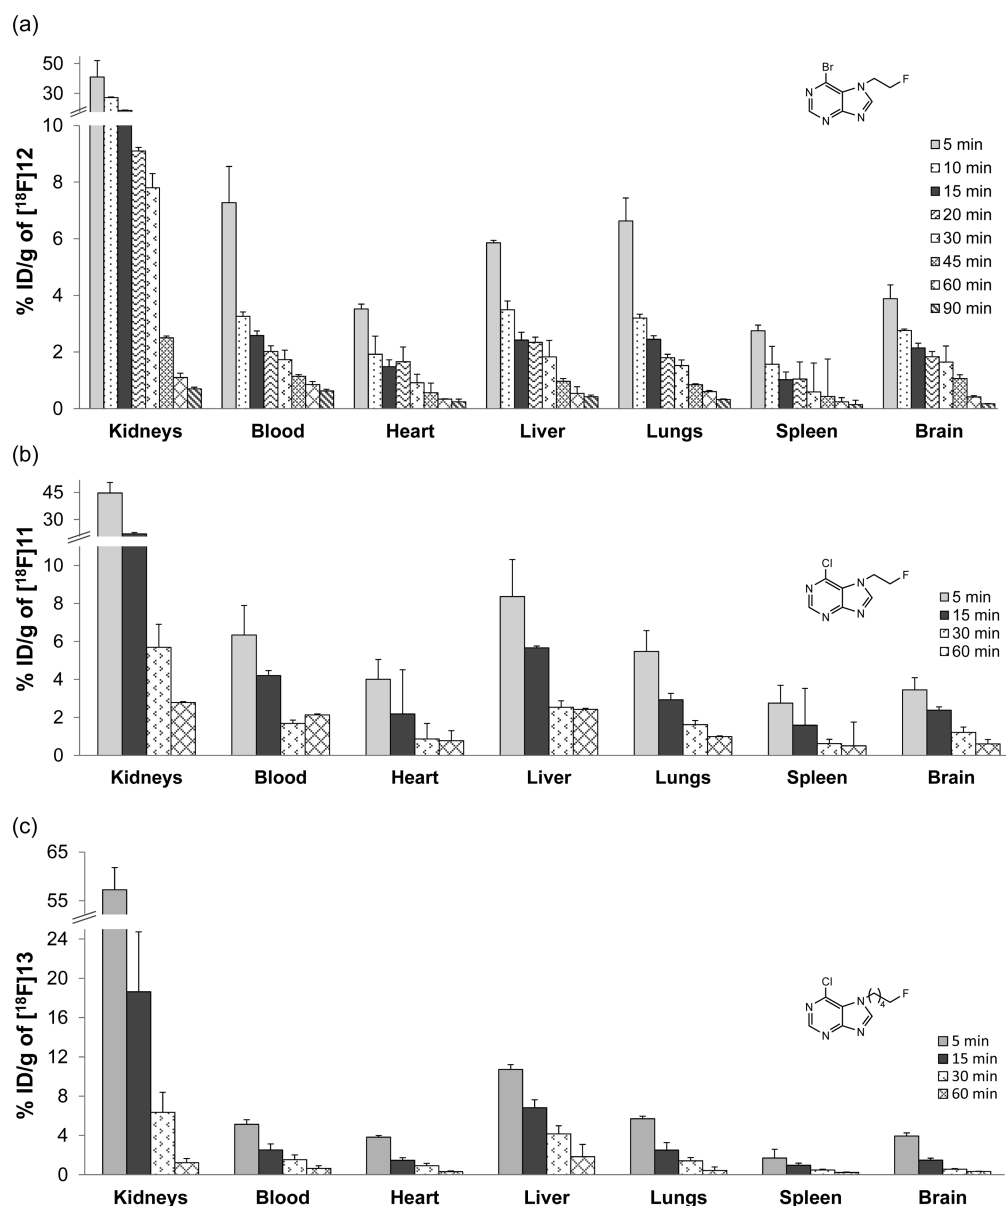 (a)
% ID/g of [¹⁸F]12
50
30
10
8
6
4
2
0
Br
N
N
N
N
F
5 min
10 min
15 min
20 min
30 min
45 min
60 min
90 min
Kidneys Blood Heart Liver Lungs Spleen Brain
(b)
% ID/g of [¹⁸F]11
45
30
10
8
6
4
2
0
Cl
N
N
N
N
F
5 min
15 min
30 min
60 min
Kidneys Blood Heart Liver Lungs Spleen Brain
(c)
% ID/g of [¹⁸F]13
65
55
24
20
16
12
8
4
0
Cl
N
N
N
N
( )4
F
5 min
15 min
30 min
60 min
Kidneys Blood Heart Liver Lungs Spleen Brain